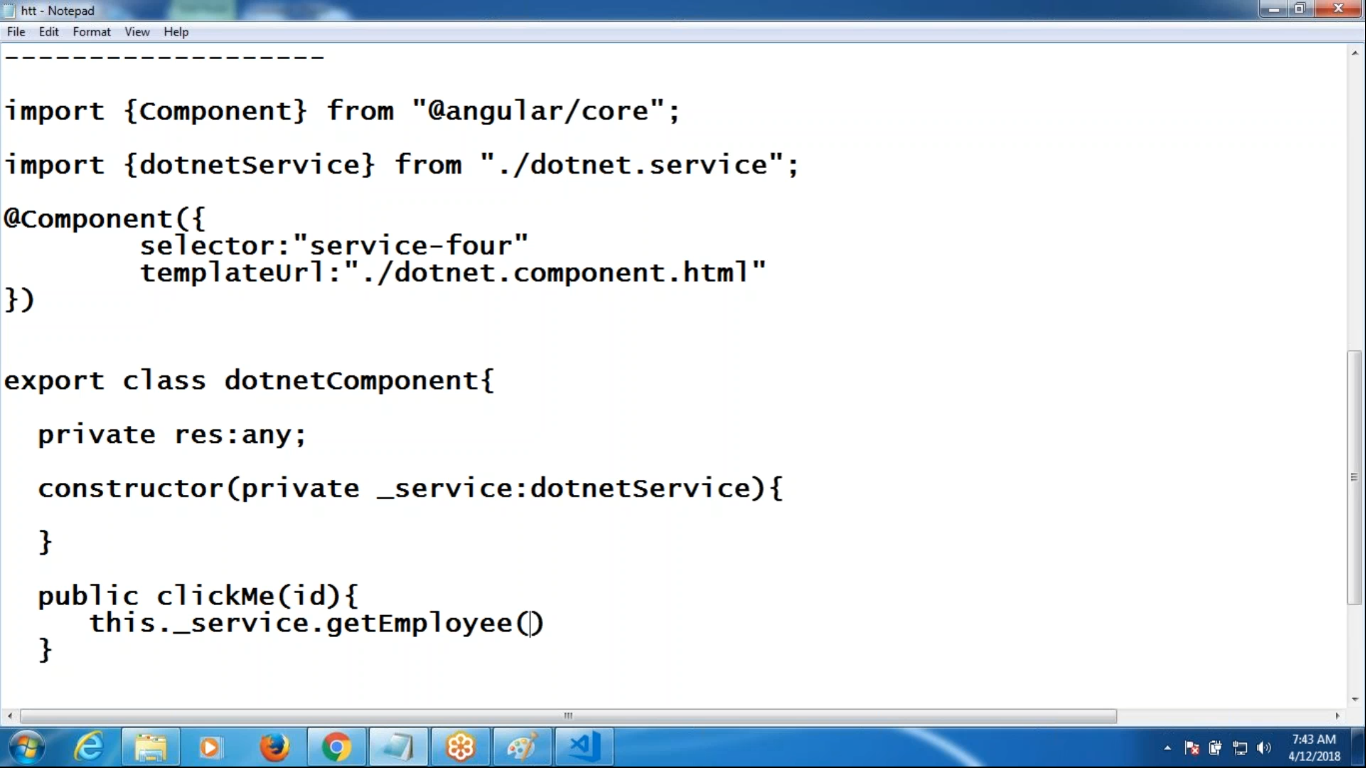 htt - Notepad
File Edit Format View Help
-------------------
import {Component} from "@angular/core";
import {dotnetService} from "./dotnet.service";
@Component({
selector:"service-four"
templateUrl:"./dotnet.component.html"
})
export class dotnetComponent{
private res:any;
constructor(private _service:dotnetService){
}
public clickMe(id){
this._service.getEmployee()
}
7:43 AM
4/12/2018